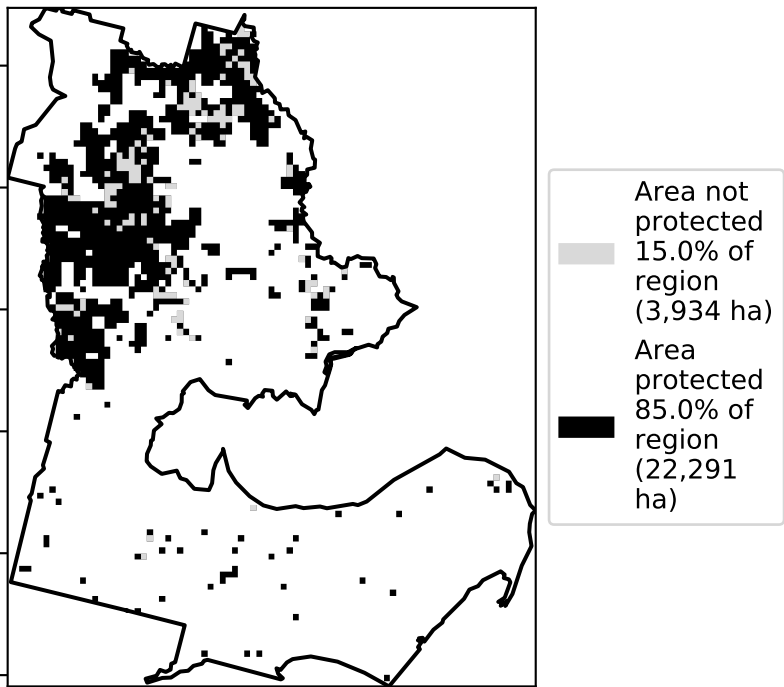 Area not
protected
15.0% of
region
(3,934 ha)
Area
protected
85.0% of
region
(22,291
ha)